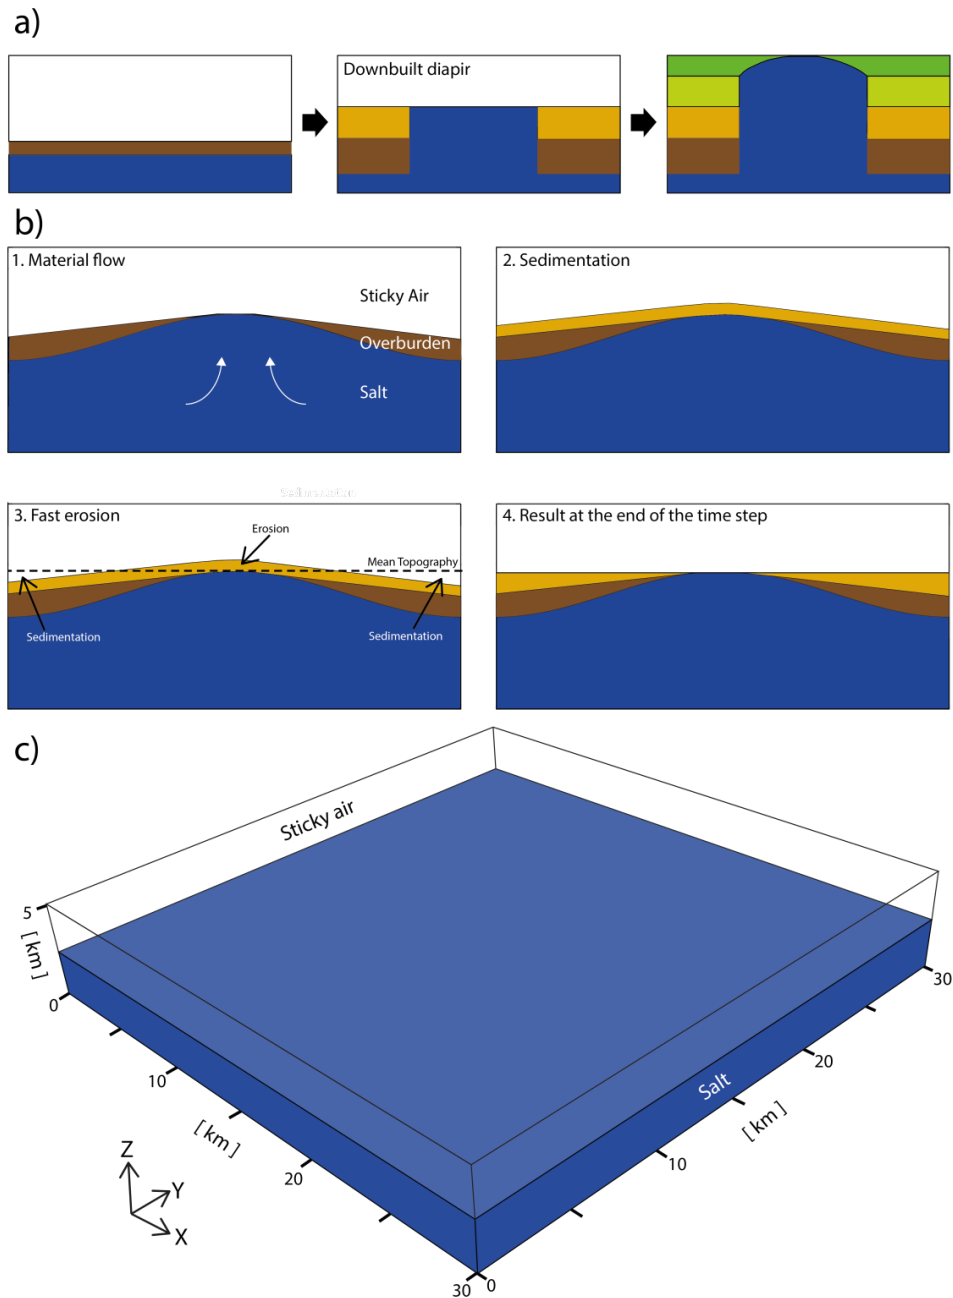 a)
Downbuilt diapir
b)
1. Material flow
Sticky Air
Overburden
Salt
2. Sedimentation
Sedimentation
3. Fast erosion
Erosion
Mean Topography
Sedimentation
Sedimentation
4. Result at the end of the time step
c)
Sticky air
5
[ km ]
0
10
[ km ]
20
30
0
10
[ km ]
20
30
Salt
Z
Y
X